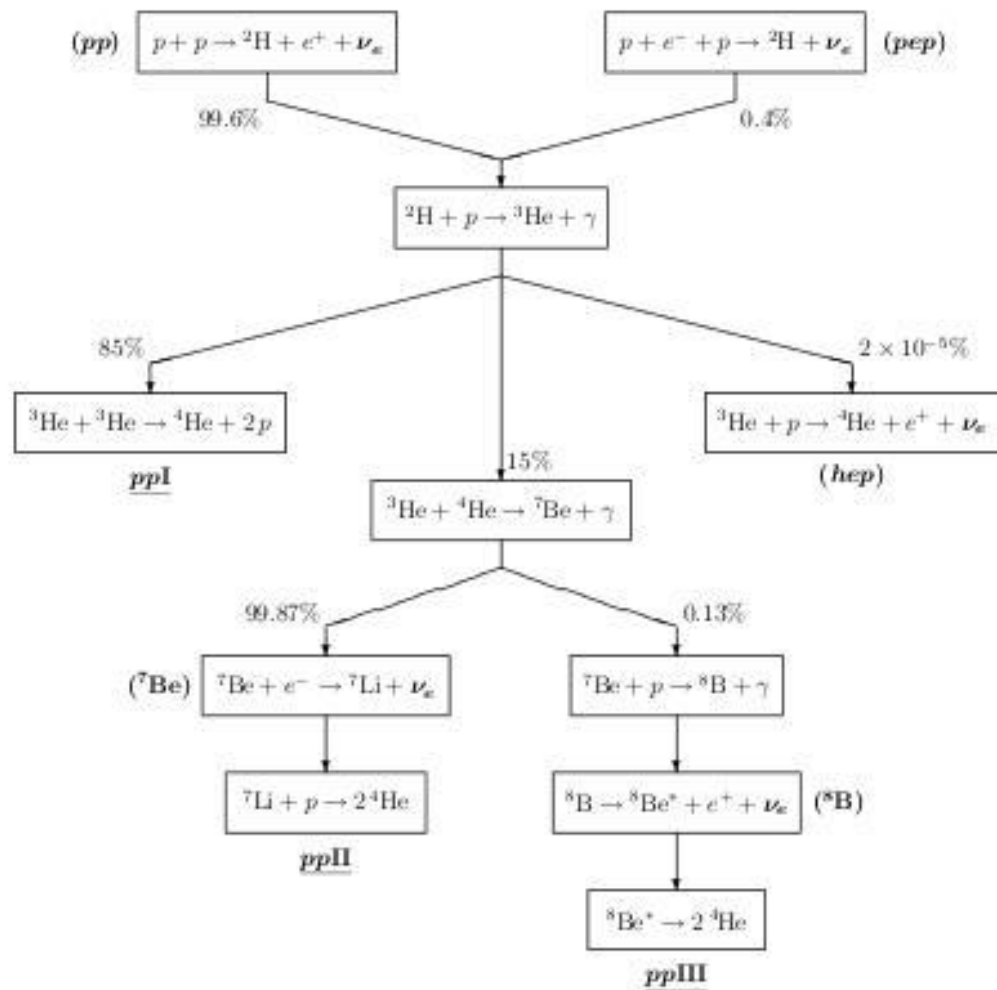 (pp) p + p → ²H + e⁺ + νₑ
p + e⁻ + p → ²H + νₑ (pep)
99.6%
0.4%
²H + p → ³He + γ
85%
2 × 10⁻⁵%
³He + ³He → ⁴He + 2 p
³He + p → ⁴He + e⁺ + νₑ
ppI
15%
(hep)
³He + ⁴He → ⁷Be + γ
99.87%
0.13%
(⁷Be) ⁷Be + e⁻ → ⁷Li + νₑ
⁷Be + p → ⁸B + γ
⁷Li + p → 2 ⁴He
⁸B → ⁸Be* + e⁺ + νₑ (⁸B)
ppII
⁸Be* → 2 ⁴He
ppIII